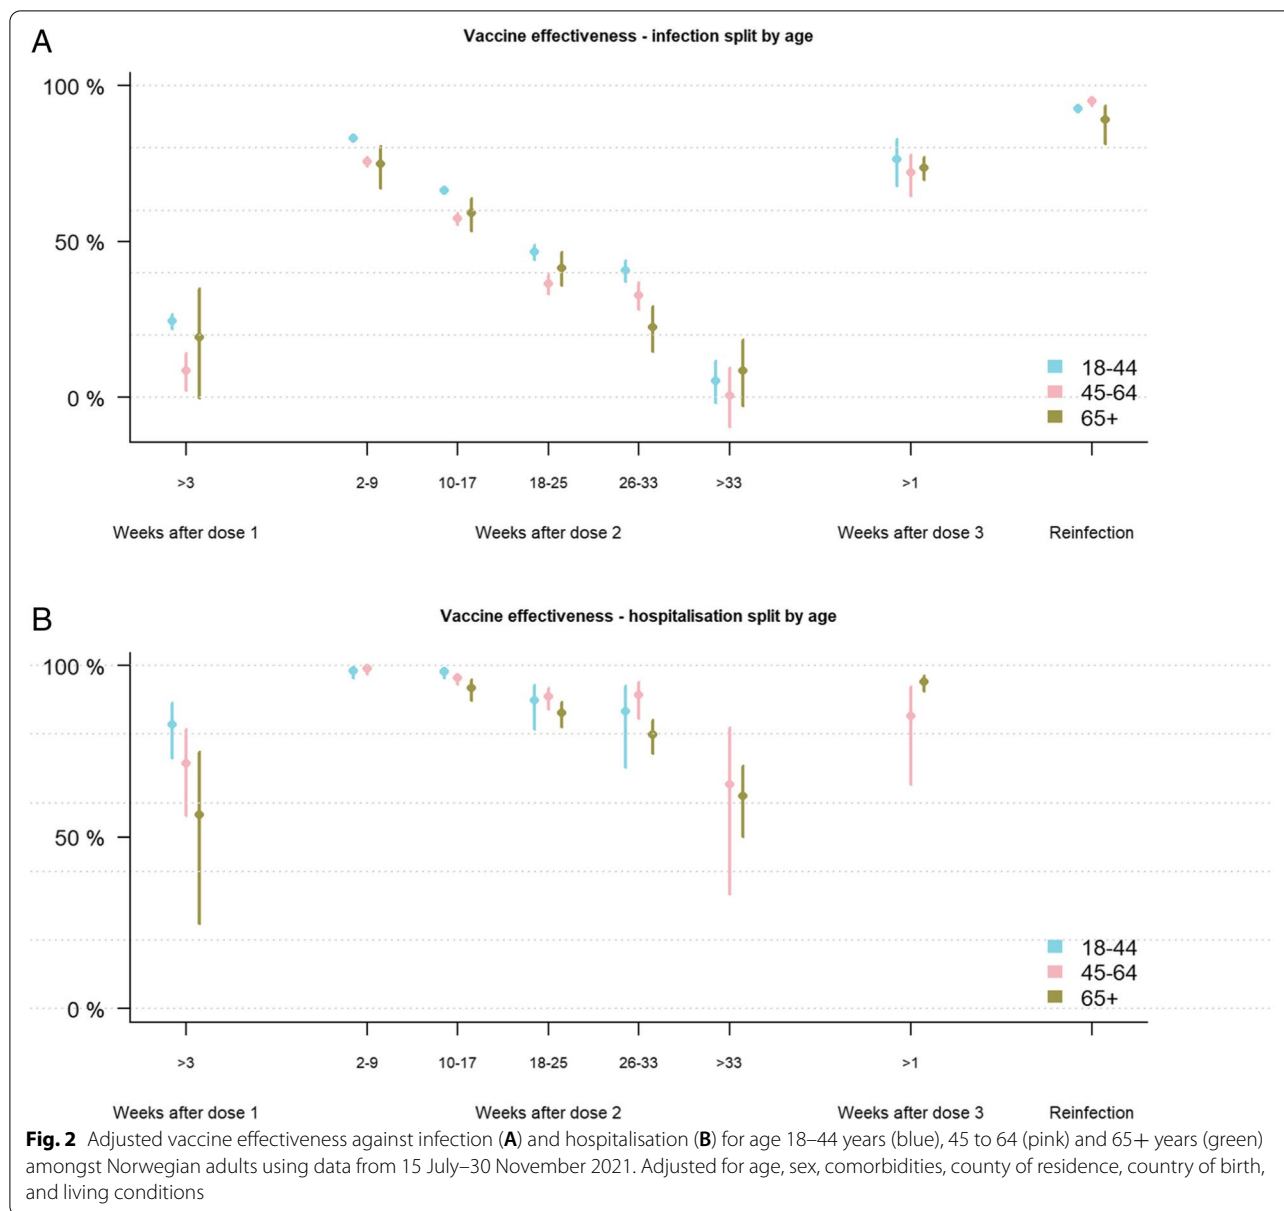 A
Vaccine effectiveness - infection split by age
100 %
50 %
0 %
18-44
45-64
65+
>3
2-9
10-17
18-25
26-33
>33
>1
Weeks after dose 1
Weeks after dose 2
Weeks after dose 3
Reinfection
B
Vaccine effectiveness - hospitalisation split by age
100 %
50 %
0 %
18-44
45-64
65+
>3
2-9
10-17
18-25
26-33
>33
>1
Weeks after dose 1
Weeks after dose 2
Weeks after dose 3
Reinfection
Fig. 2 Adjusted vaccine effectiveness against infection (A) and hospitalisation (B) for age 18–44 years (blue), 45 to 64 (pink) and 65+ years (green)
amongst Norwegian adults using data from 15 July–30 November 2021. Adjusted for age, sex, comorbidities, county of residence, country of birth,
and living conditions